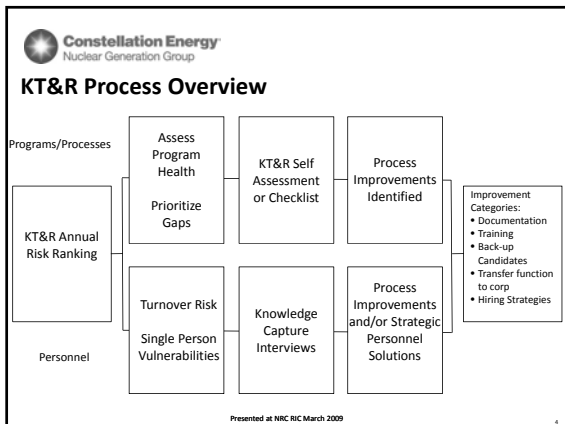 Constellation Energy
Nuclear Generation Group
KT&R Process Overview
Programs/Processes
KT&R Annual
Risk Ranking
Personnel
Assess
Program
Health
Prioritize
Gaps
KT&R Self
Assessment
or Checklist
Process
Improvements
Identified
Turnover Risk
Single Person
Vulnerabilities
Knowledge
Capture
Interviews
Process
Improvements
and/or Strategic
Personnel
Solutions
Improvement
Categories:
• Documentation
• Training
• Back-up
Candidates
• Transfer function
to corp
• Hiring Strategies
Presented at NRC RIC March 2009
4